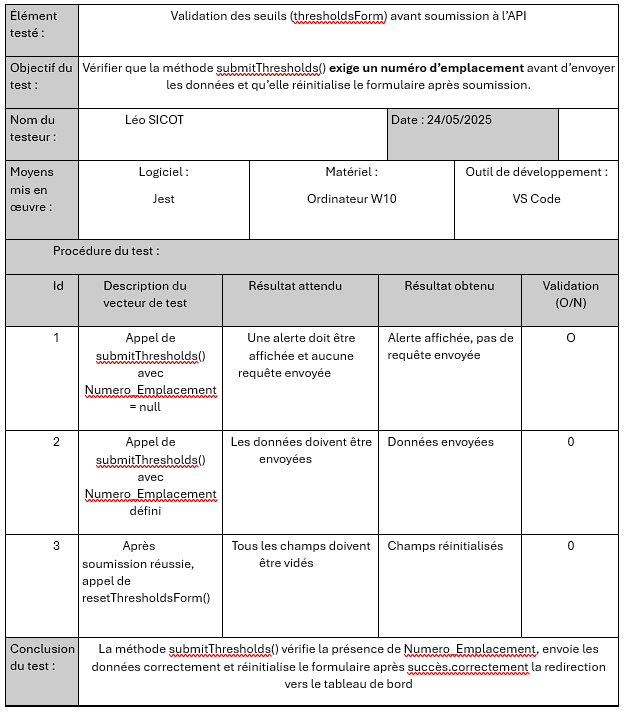 Élément testé :
Validation des seuils (thresholdsForm) avant soumission à l'API
Objectif du test :
Vérifier que la méthode submitThresholds() exige un numéro d'emplacement avant d'envoyer
les données et qu'elle réinitialise le formulaire après soumission.
Nom du testeur :
Léo SICOT
Date : 24/05/2025
Moyens mis en œuvre :
Logiciel :
Jest
Matériel :
Ordinateur W10
Outil de développement :
VS Code
Procédure du test :
Id
Description du
vecteur de test
Résultat attendu
Résultat obtenu
Validation
(O/N)
1
Appel de
submitThresholds()
avec
Numero_Emplacement
= null
Une alerte doit être
affichée et aucune
requête envoyée
Alerte affichée, pas de
requête envoyée
O
2
Appel de
submitThresholds()
avec
Numero_Emplacement
défini
Les données doivent être
envoyées
Données envoyées
0
3
Après
soumission réussie,
appel de
resetThresholdsForm()
Tous les champs doivent
être vidés
Champs réinitialisés
0
Conclusion
du test :
La méthode submitThresholds() vérifie la présence de Numero_Emplacement, envoie les
données correctement et réinitialise le formulaire après succès.correctement la redirection
vers le tableau de bord